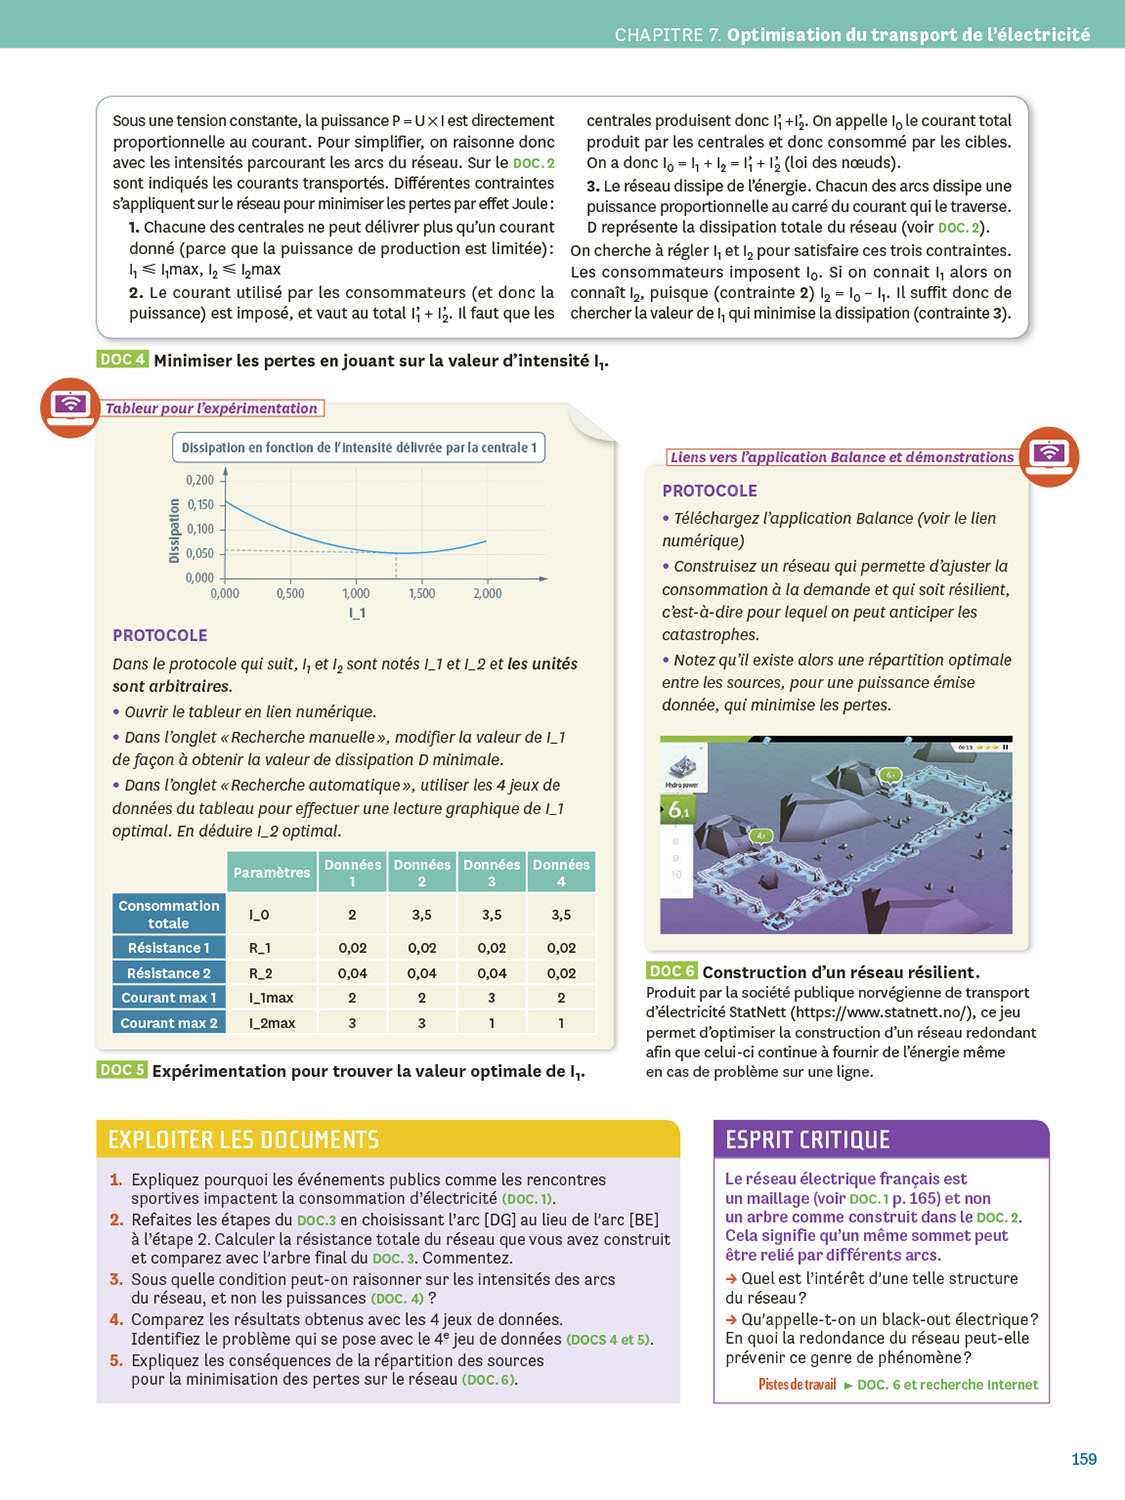 CHAPITRE 7. Optimisation du transport de l'électricité
Sous une tension constante, la puissance P = U × I est directement
proportionnelle au courant. Pour simplifier, on raisonne donc
avec les intensités parcourant les arcs du réseau. Sur le DOC. 2
sont indiqués les courants transportés. Différentes contraintes
s'appliquent sur le réseau pour minimiser les pertes par effet Joule :
1. Chacune des centrales ne peut délivrer plus qu'un courant
donné (parce que la puissance de production est limitée) :
I₁ ⩽ I₁max, I₂ ⩽ I₂max
2. Le courant utilisé par les consommateurs (et donc la
puissance) est imposé, et vaut au total I'₁ + I'₂. Il faut que les
centrales produisent donc I'₁ +I'₂. On appelle I₀ le courant total
produit par les centrales et donc consommé par les cibles.
On a donc I₀ = I₁ + I₂ = I'₁ + I'₂ (loi des nœuds).
3. Le réseau dissipe de l'énergie. Chacun des arcs dissipe une
puissance proportionnelle au carré du courant qui le traverse.
D représente la dissipation totale du réseau (voir DOC. 2).
On cherche à régler I₁ et I₂ pour satisfaire ces trois contraintes.
Les consommateurs imposent I₀. Si on connait I₁ alors on
connaît I₂, puisque (contrainte 2) I₂ = I₀ – I₁. Il suffit donc de
chercher la valeur de I₁ qui minimise la dissipation (contrainte 3).
DOC 4 Minimiser les pertes en jouant sur la valeur d'intensité I₁.
Tableur pour l'expérimentation
Dissipation en fonction de l'intensité délivrée par la centrale 1
Dissipation
0,200
0,150
0,100
0,050
0,000
0,000 0,500 1,000 1,500 2,000
I_1
PROTOCOLE
Dans le protocole qui suit, I₁ et I₂ sont notés I_1 et I_2 et les unités
sont arbitraires.
• Ouvrir le tableur en lien numérique.
• Dans l'onglet « Recherche manuelle », modifier la valeur de I_1
de façon à obtenir la valeur de dissipation D minimale.
• Dans l'onglet « Recherche automatique », utiliser les 4 jeux de
données du tableau pour effectuer une lecture graphique de I_1
optimal. En déduire I_2 optimal.
Paramètres Données 1 Données 2 Données 3 Données 4
Consommation totale I_0 2 3,5 3,5 3,5
Résistance 1 R_1 0,02 0,02 0,02 0,02
Résistance 2 R_2 0,04 0,04 0,04 0,02
Courant max 1 I_1max 2 2 3 2
Courant max 2 I_2max 3 3 1 1
DOC 5 Expérimentation pour trouver la valeur optimale de I₁.
Liens vers l'application Balance et démonstrations
PROTOCOLE
• Téléchargez l'application Balance (voir le lien
numérique)
• Construisez un réseau qui permette d'ajuster la
consommation à la demande et qui soit résilient,
c'est-à-dire pour lequel on peut anticiper les
catastrophes.
• Notez qu'il existe alors une répartition optimale
entre les sources, pour une puissance émise
donnée, qui minimise les pertes.
Hydro power
6,1
8
9
10
DOC 6 Construction d'un réseau résilient.
Produit par la société publique norvégienne de transport
d'électricité StatNett (https://www.statnett.no/), ce jeu
permet d'optimiser la construction d'un réseau redondant
afin que celui-ci continue à fournir de l'énergie même
en cas de problème sur une ligne.
EXPLOITER LES DOCUMENTS
1. Expliquez pourquoi les événements publics comme les rencontres
sportives impactent la consommation d'électricité (DOC. 1).
2. Refaites les étapes du DOC.3 en choisissant l'arc [DG] au lieu de l'arc [BE]
à l'étape 2. Calculer la résistance totale du réseau que vous avez construit
et comparez avec l'arbre final du DOC. 3. Commentez.
3. Sous quelle condition peut-on raisonner sur les intensités des arcs
du réseau, et non les puissances (DOC. 4) ?
4. Comparez les résultats obtenus avec les 4 jeux de données.
Identifiez le problème qui se pose avec le 4ᵉ jeu de données (DOCS 4 et 5).
5. Expliquez les conséquences de la répartition des sources
pour la minimisation des pertes sur le réseau (DOC. 6).
ESPRIT CRITIQUE
Le réseau électrique français est
un maillage (voir DOC. 1 p. 165) et non
un arbre comme construit dans le DOC. 2.
Cela signifie qu'un même sommet peut
être relié par différents arcs.
→ Quel est l'intérêt d'une telle structure
du réseau ?
→ Qu'appelle-t-on un black-out électrique ?
En quoi la redondance du réseau peut-elle
prévenir ce genre de phénomène ?
Pistes de travail ► DOC. 6 et recherche Internet
159